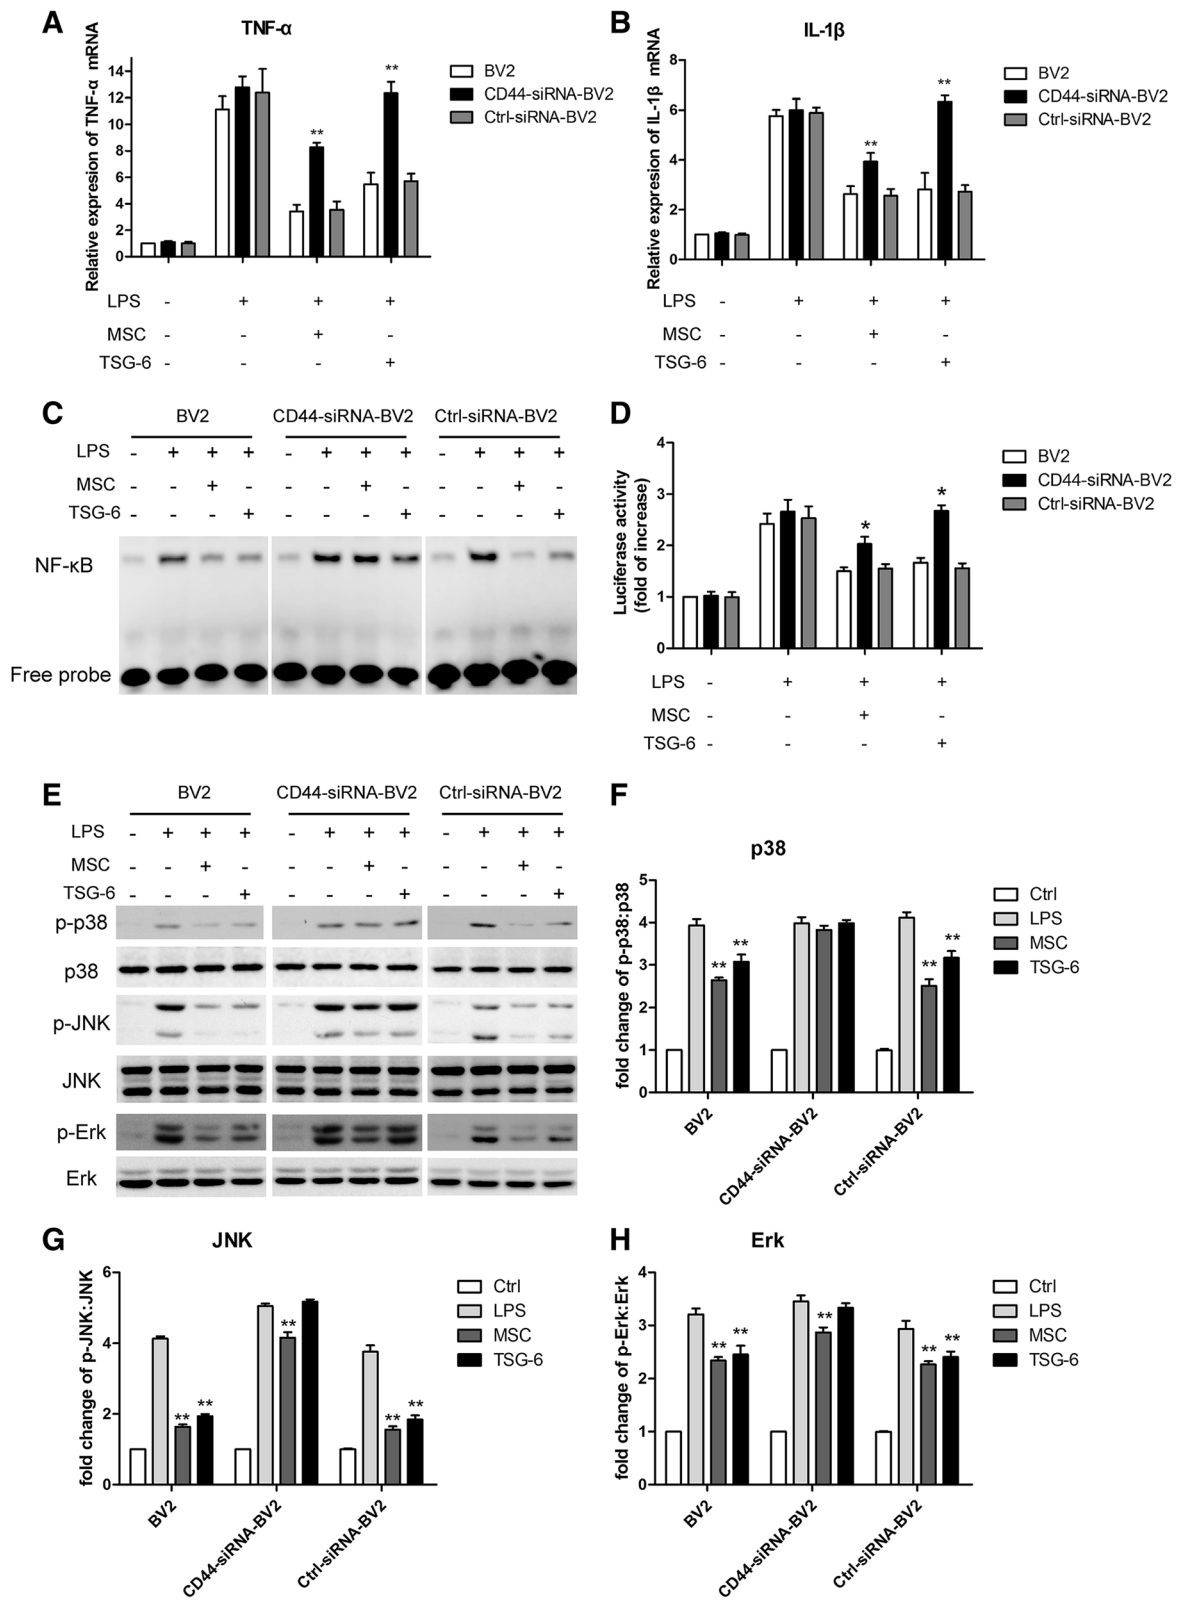 A
TNF-α
Relative expresion of TNF-α mRNA
14
12
10
8
6
4
2
0
** **
BV2
CD44-siRNA-BV2
Ctrl-siRNA-BV2
LPS - + + +
MSC - - + -
TSG-6 - - - +
B
IL-1β
Relative expresion of IL-1β mRNA
8
6
4
2
0
** **
BV2
CD44-siRNA-BV2
Ctrl-siRNA-BV2
LPS - + + +
MSC - - + -
TSG-6 - - - +
C
BV2 CD44-siRNA-BV2 Ctrl-siRNA-BV2
LPS - + + + - + + + - + + +
MSC - - + - - - + - - - + -
TSG-6 - - - + - - - + - - - +
NF-κB
Free probe
D
Luciferase activity
(fold of increase)
4
3
2
1
0
* *
BV2
CD44-siRNA-BV2
Ctrl-siRNA-BV2
LPS - + + +
MSC - - + -
TSG-6 - - - +
E
BV2 CD44-siRNA-BV2 Ctrl-siRNA-BV2
LPS - + + + - + + + - + + +
MSC - - + - - - + - - - + -
TSG-6 - - - + - - - + - - - +
p-p38
p38
p-JNK
JNK
p-Erk
Erk
F
p38
fold change of p-p38:p38
5
4
3
2
1
0
** ** ** **
Ctrl
LPS
MSC
TSG-6
BV2
CD44-siRNA-BV2
Ctrl-siRNA-BV2
G
JNK
fold change of p-JNK:JNK
6
4
2
0
** ** ** ** **
Ctrl
LPS
MSC
TSG-6
BV2
CD44-siRNA-BV2
Ctrl-siRNA-BV2
H
Erk
fold change of p-Erk:Erk
4
3
2
1
0
** ** ** ** **
Ctrl
LPS
MSC
TSG-6
BV2
CD44-siRNA-BV2
Ctrl-siRNA-BV2